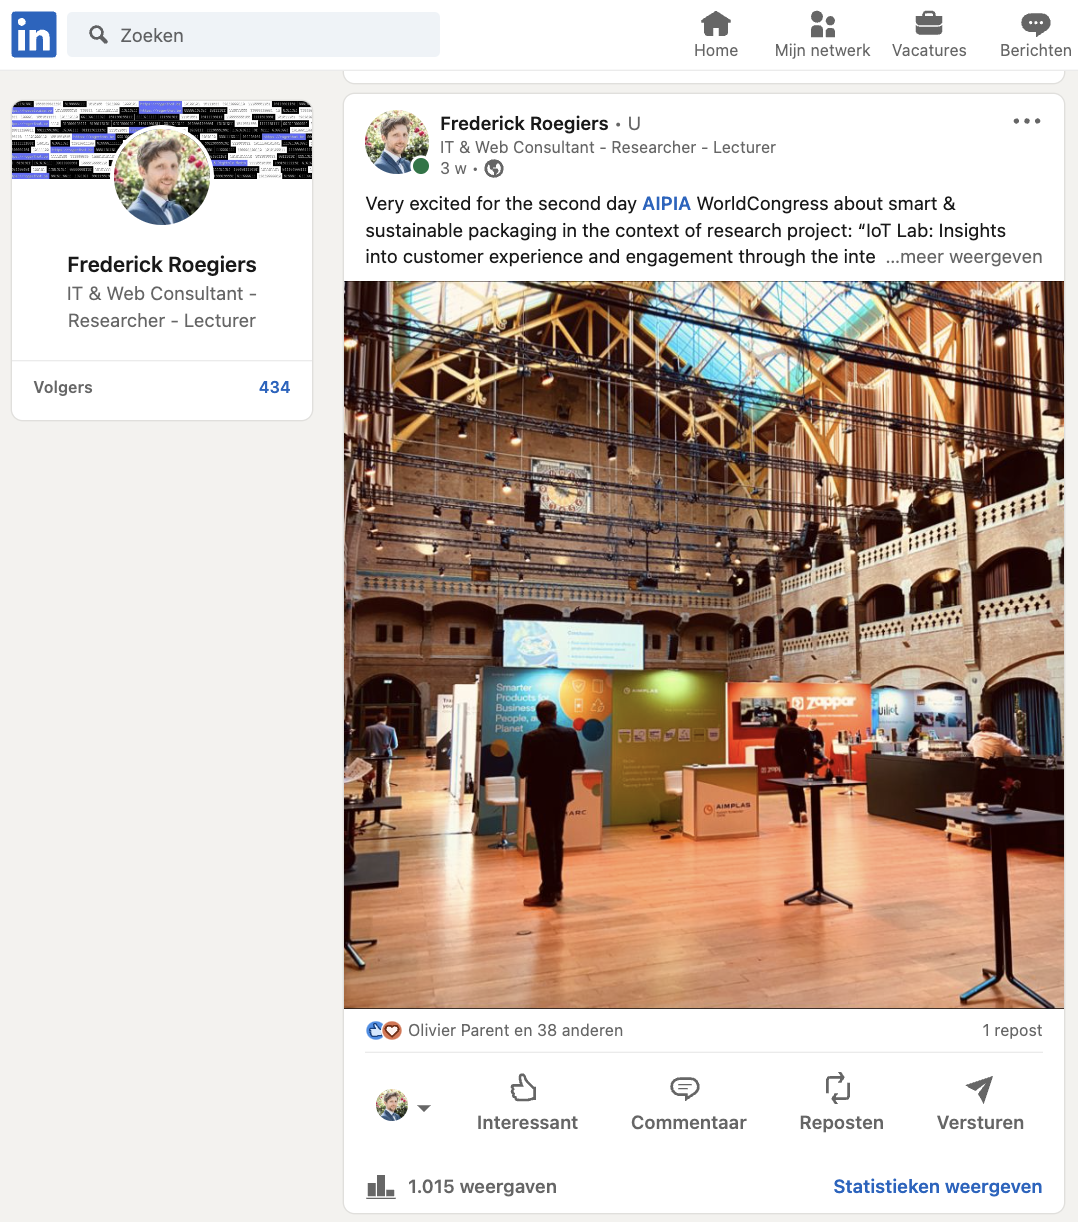 in
Zoeken
Home
Mijn netwerk
Vacatures
Berichten
Frederick Roegiers
IT & Web Consultant -
Researcher - Lecturer
Volgers
434
Frederick Roegiers • U
IT & Web Consultant - Researcher - Lecturer
3 w •
Very excited for the second day AIPIA WorldCongress about smart &
sustainable packaging in the context of research project: “IoT Lab: Insights
into customer experience and engagement through the inte ...meer weergeven
Conclusion
Smarter
Products for
Business,
People, a
Planet
AIMPLAS
zappar
AIMPLAS
ARC
Olivier Parent en 38 anderen
1 repost
Interessant
Commentaar
Reposten
Versturen
1.015 weergaven
Statistieken weergeven